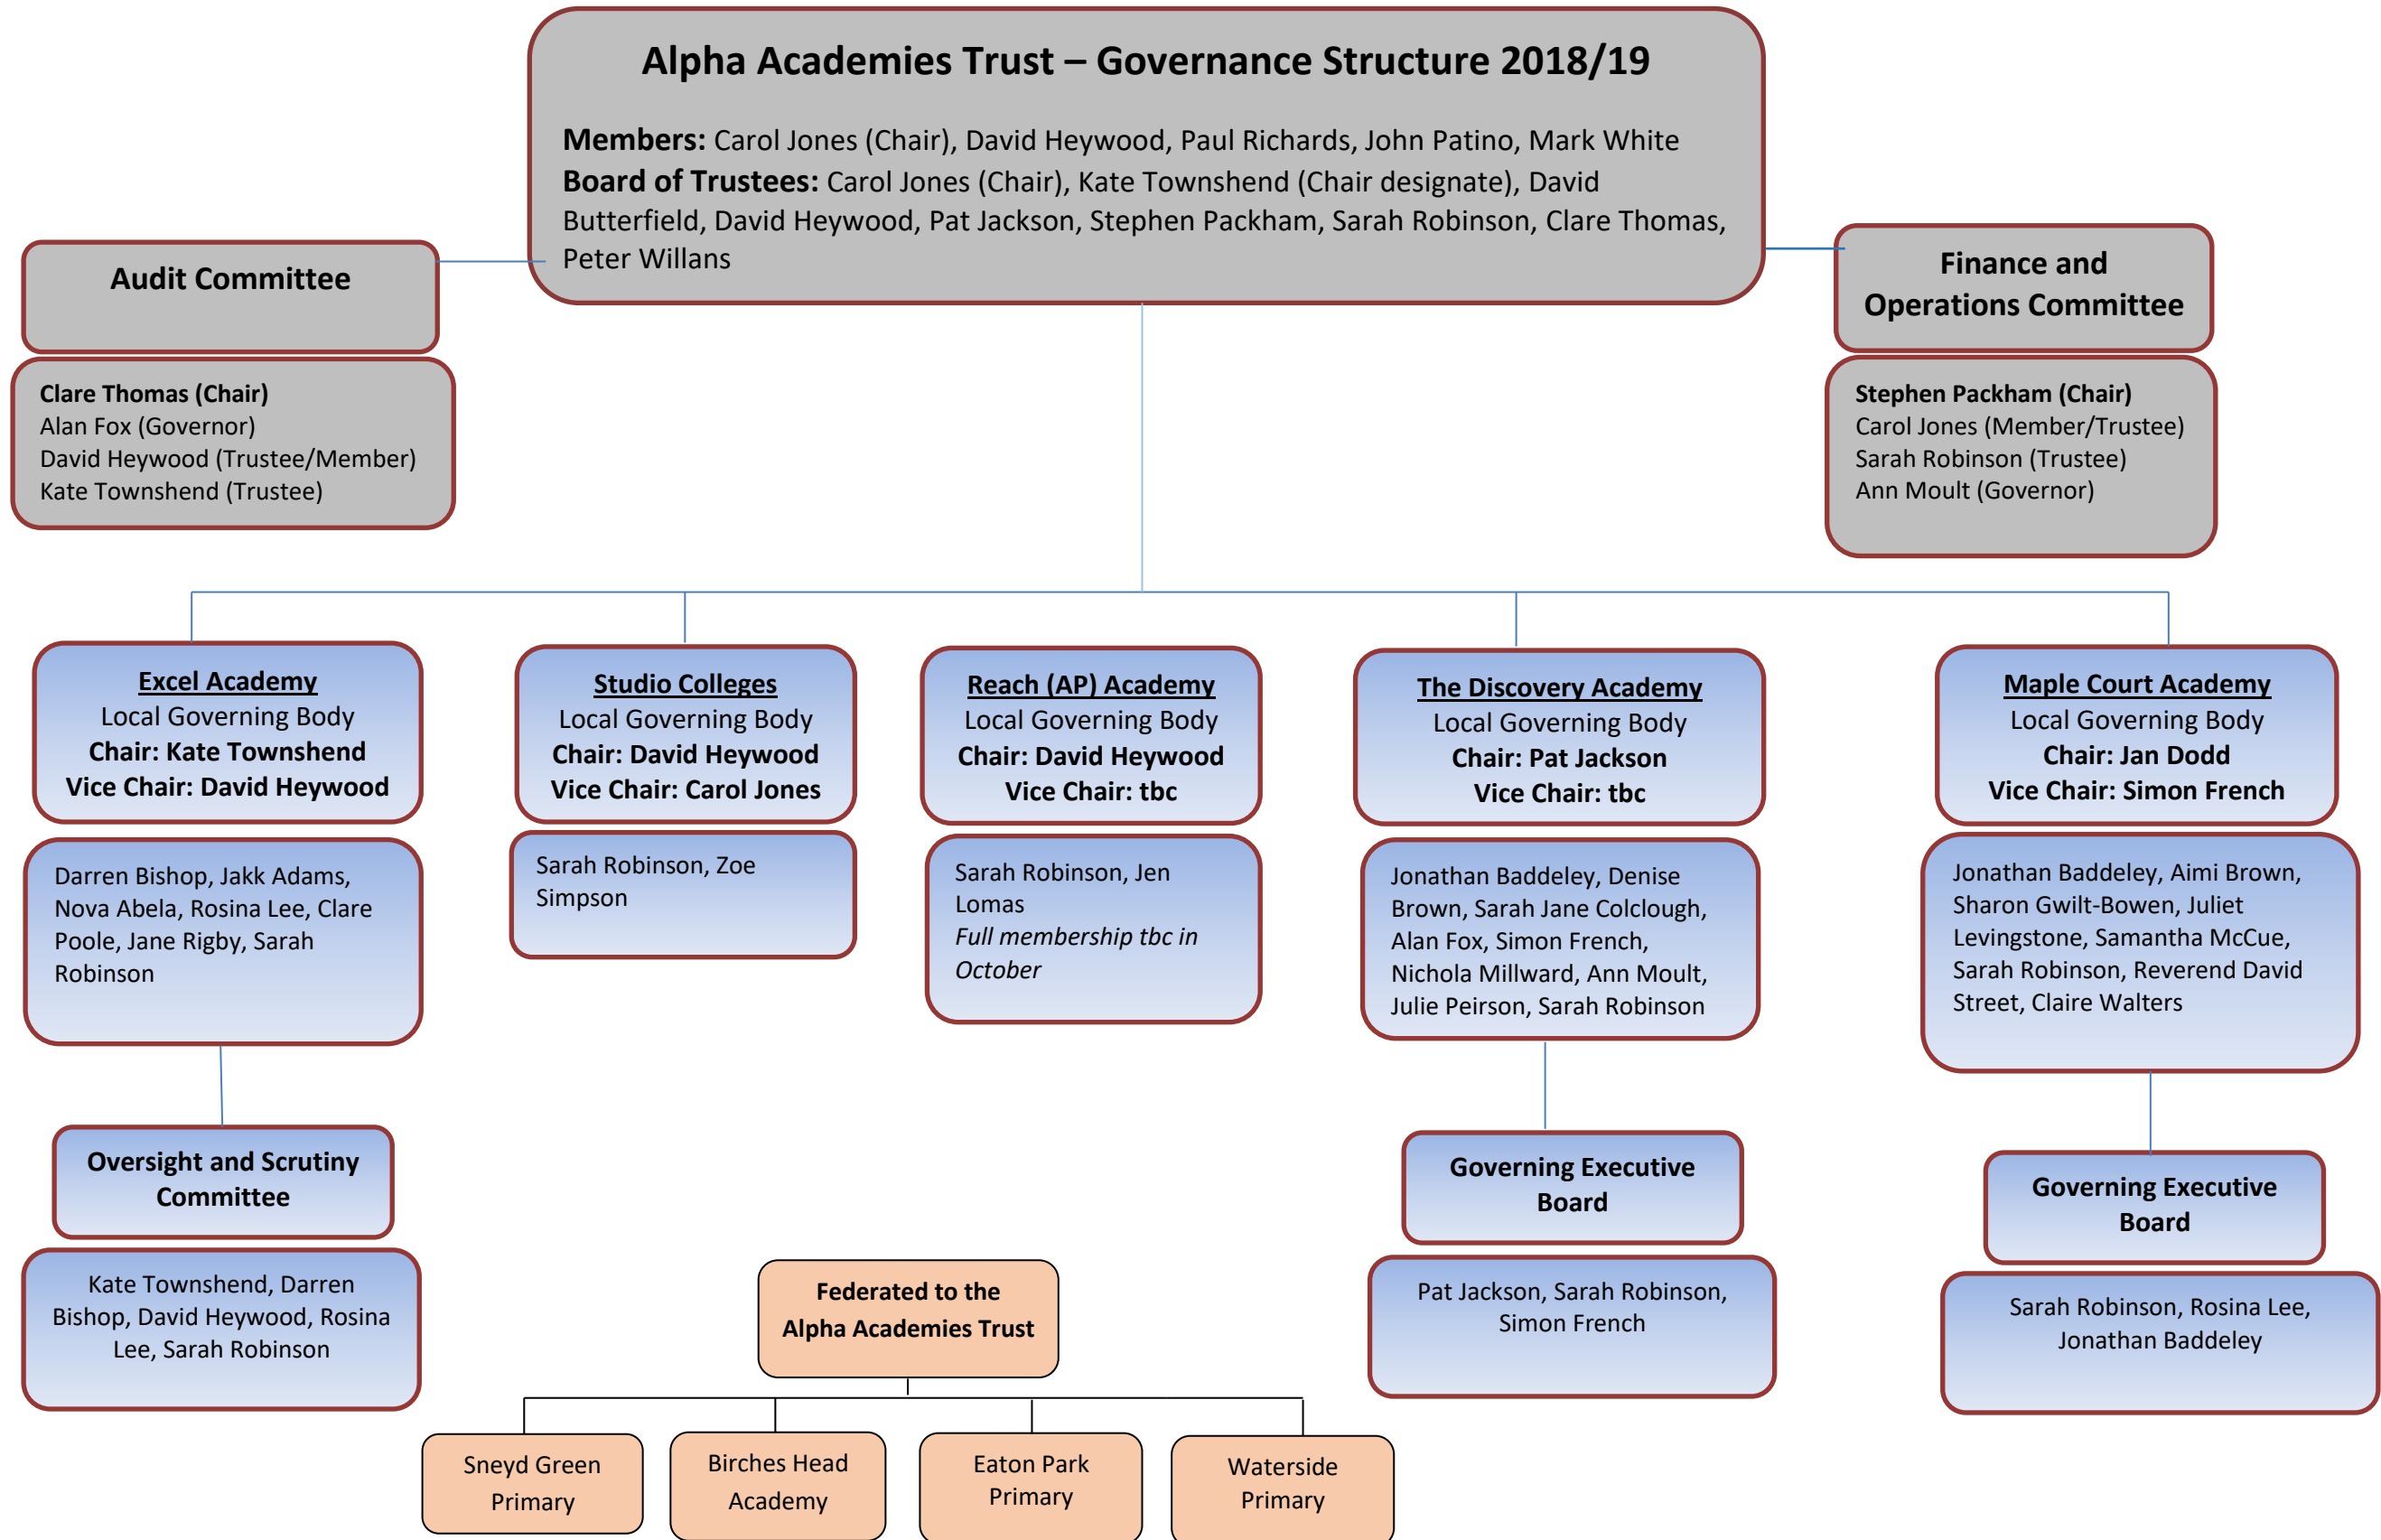 Alpha Academies Trust – Governance Structure 2018/19
Members: Carol Jones (Chair), David Heywood, Paul Richards, John Patino, Mark White
Board of Trustees: Carol Jones (Chair), Kate Townshend (Chair designate), David
Butterfield, David Heywood, Pat Jackson, Stephen Packham, Sarah Robinson, Clare Thomas,
Peter Willans
Audit Committee
Clare Thomas (Chair)
Alan Fox (Governor)
David Heywood (Trustee/Member)
Kate Townshend (Trustee)
Finance and
Operations Committee
Stephen Packham (Chair)
Carol Jones (Member/Trustee)
Sarah Robinson (Trustee)
Ann Moult (Governor)
Excel Academy
Local Governing Body
Chair: Kate Townshend
Vice Chair: David Heywood
Darren Bishop, Jakk Adams,
Nova Abela, Rosina Lee, Clare
Poole, Jane Rigby, Sarah
Robinson
Oversight and Scrutiny
Committee
Kate Townshend, Darren
Bishop, David Heywood, Rosina
Lee, Sarah Robinson
Studio Colleges
Local Governing Body
Chair: David Heywood
Vice Chair: Carol Jones
Sarah Robinson, Zoe
Simpson
Reach (AP) Academy
Local Governing Body
Chair: David Heywood
Vice Chair: tbc
Sarah Robinson, Jen
Lomas
Full membership tbc in
October
The Discovery Academy
Local Governing Body
Chair: Pat Jackson
Vice Chair: tbc
Jonathan Baddeley, Denise
Brown, Sarah Jane Colclough,
Alan Fox, Simon French,
Nichola Millward, Ann Moult,
Julie Peirson, Sarah Robinson
Governing Executive
Board
Pat Jackson, Sarah Robinson,
Simon French
Maple Court Academy
Local Governing Body
Chair: Jan Dodd
Vice Chair: Simon French
Jonathan Baddeley, Aimi Brown,
Sharon Gwilt-Bowen, Juliet
Levingstone, Samantha McCue,
Sarah Robinson, Reverend David
Street, Claire Walters
Governing Executive
Board
Sarah Robinson, Rosina Lee,
Jonathan Baddeley
Federated to the
Alpha Academies Trust
Sneyd Green
Primary
Birches Head
Academy
Eaton Park
Primary
Waterside
Primary